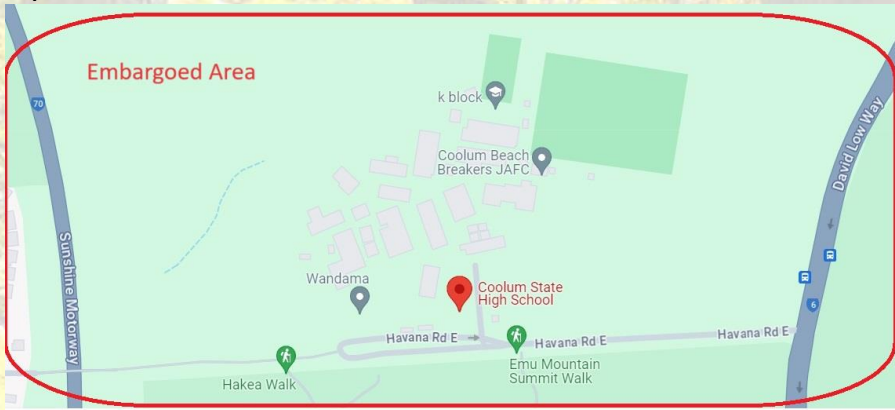 Embargoed Area
70
k block
Coolum Beach
Breakers JAFC
David Low Way
Sunshine Motorway
Wandama
Coolum State
High School
6
Havana Rd E
Havana Rd E
Havana Rd E
Hakea Walk
Emu Mountain
Summit Walk